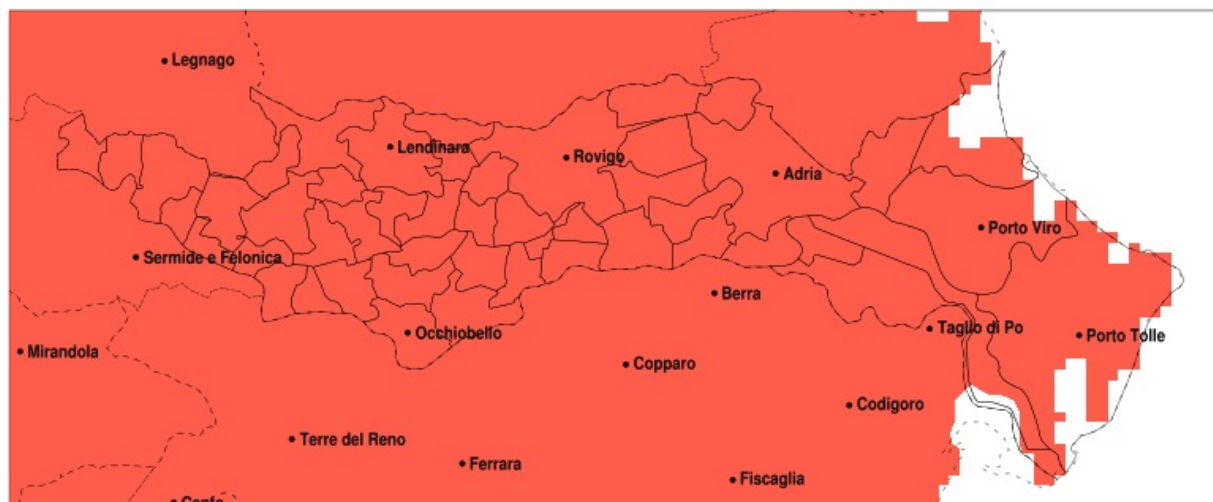 Legnago
Lendinara
Rovigo
Adria
Porto Viro
Sermide e Felonica
Berra
Taglio di Po
Occhiobello
Porto Tolle
Mirandola
Copparo
Codigoro
Terre del Reno
Ferrara
Fiscaglia